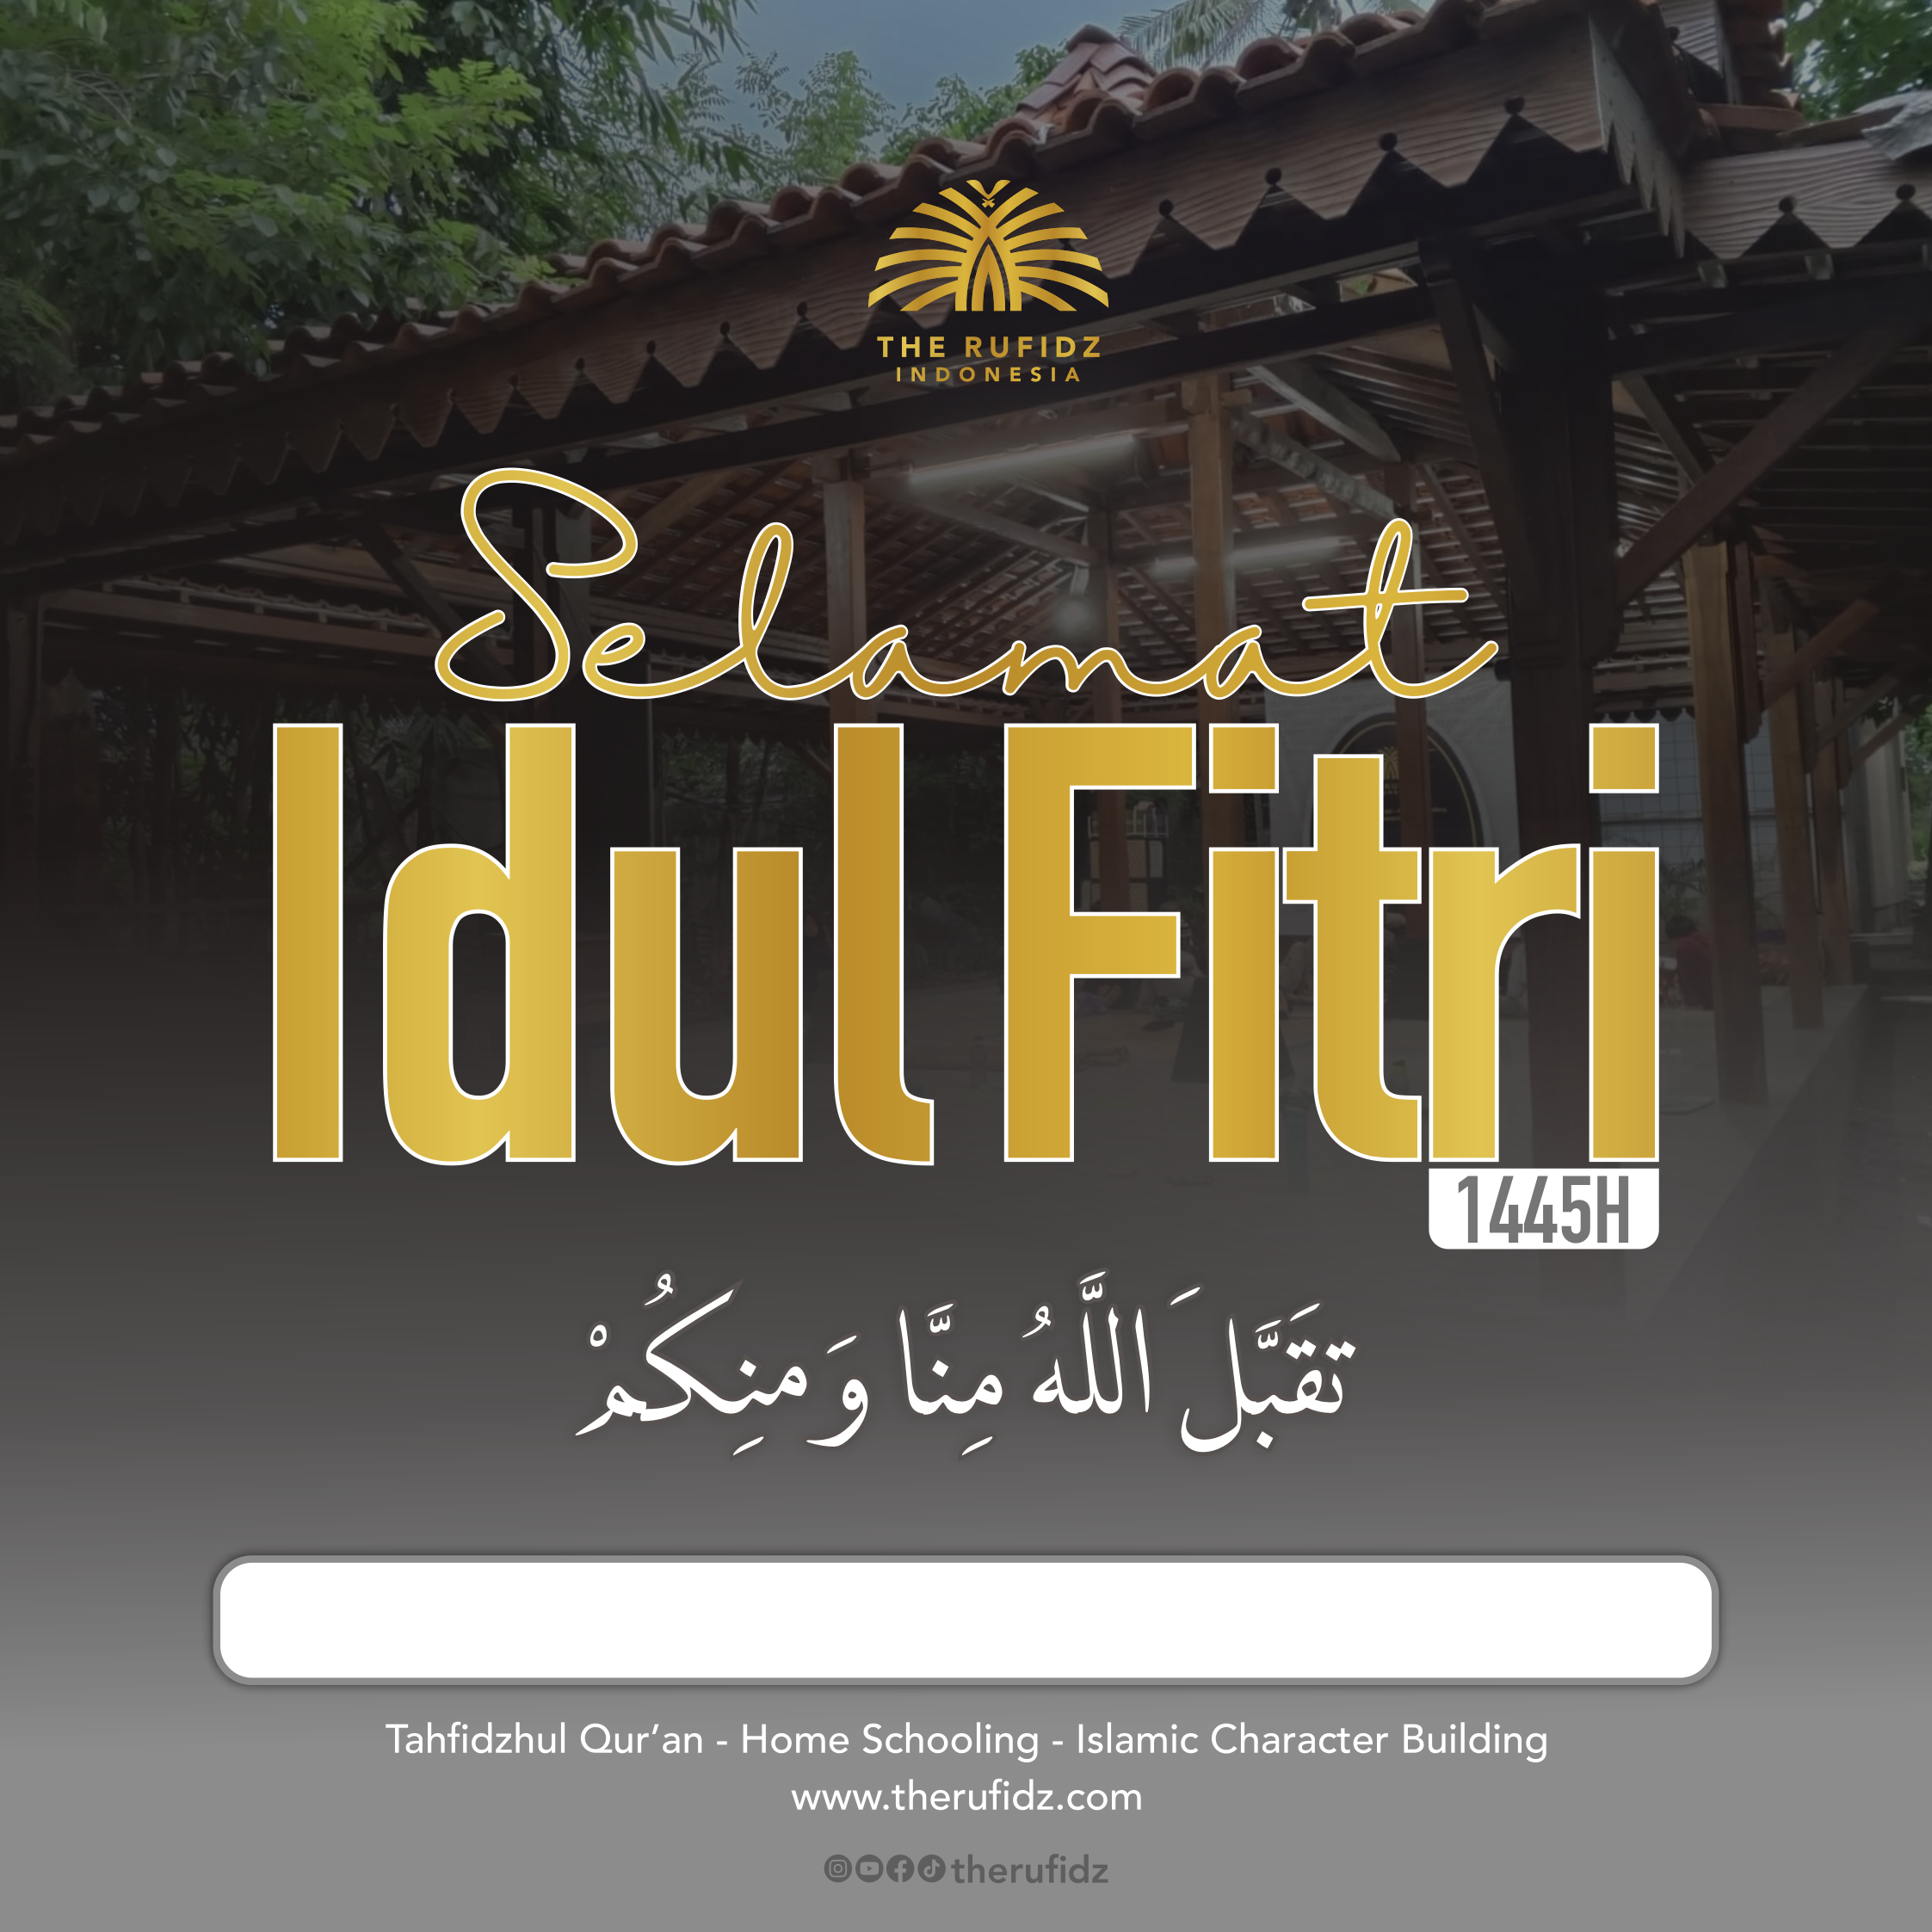 THE RUFIDZ
INDONESIA
Selamat
Idul Fitri
1445H
تَقَبَّلَ اللَّهُ مِنَّا وَمِنِكُمْ
Tahfidzhul Qur’an - Home Schooling - Islamic Character Building
www.therufidz.com
therufidz